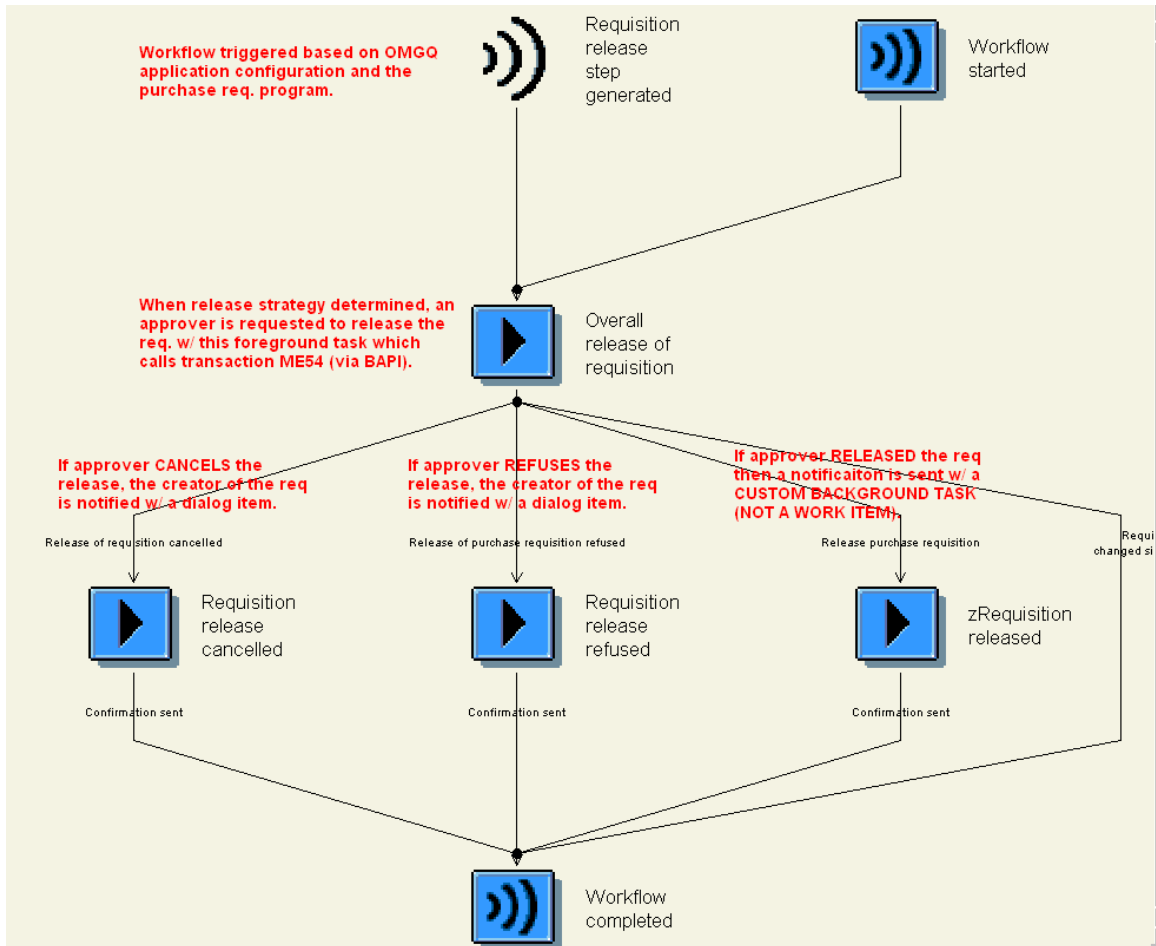 Workflow triggered based on OMGQ
application configuration and the
purchase req. program.
Requisition
release
step
generated
Workflow
started
When release strategy determined, an
approver is requested to release the
req. w/ this foreground task which
calls transaction ME54 (via BAPI).
Overall
release of
requisition
If approver CANCELS the
release, the creator of the req
is notified w/ a dialog item.
If approver REFUSES the
release, the creator of the req
is notified w/ a dialog item.
If approver RELEASED the req
then a notificaiton is sent w/ a
CUSTOM BACKGROUND TASK
(NOT A WORK ITEM).
Release of requisition cancelled
Release of purchase requisition refused
Release purchase requisition
Requi
changed si
Requisition
release
cancelled
Requisition
release
refused
zRequisition
released
Confirmation sent
Confirmation sent
Confirmation sent
Workflow
completed